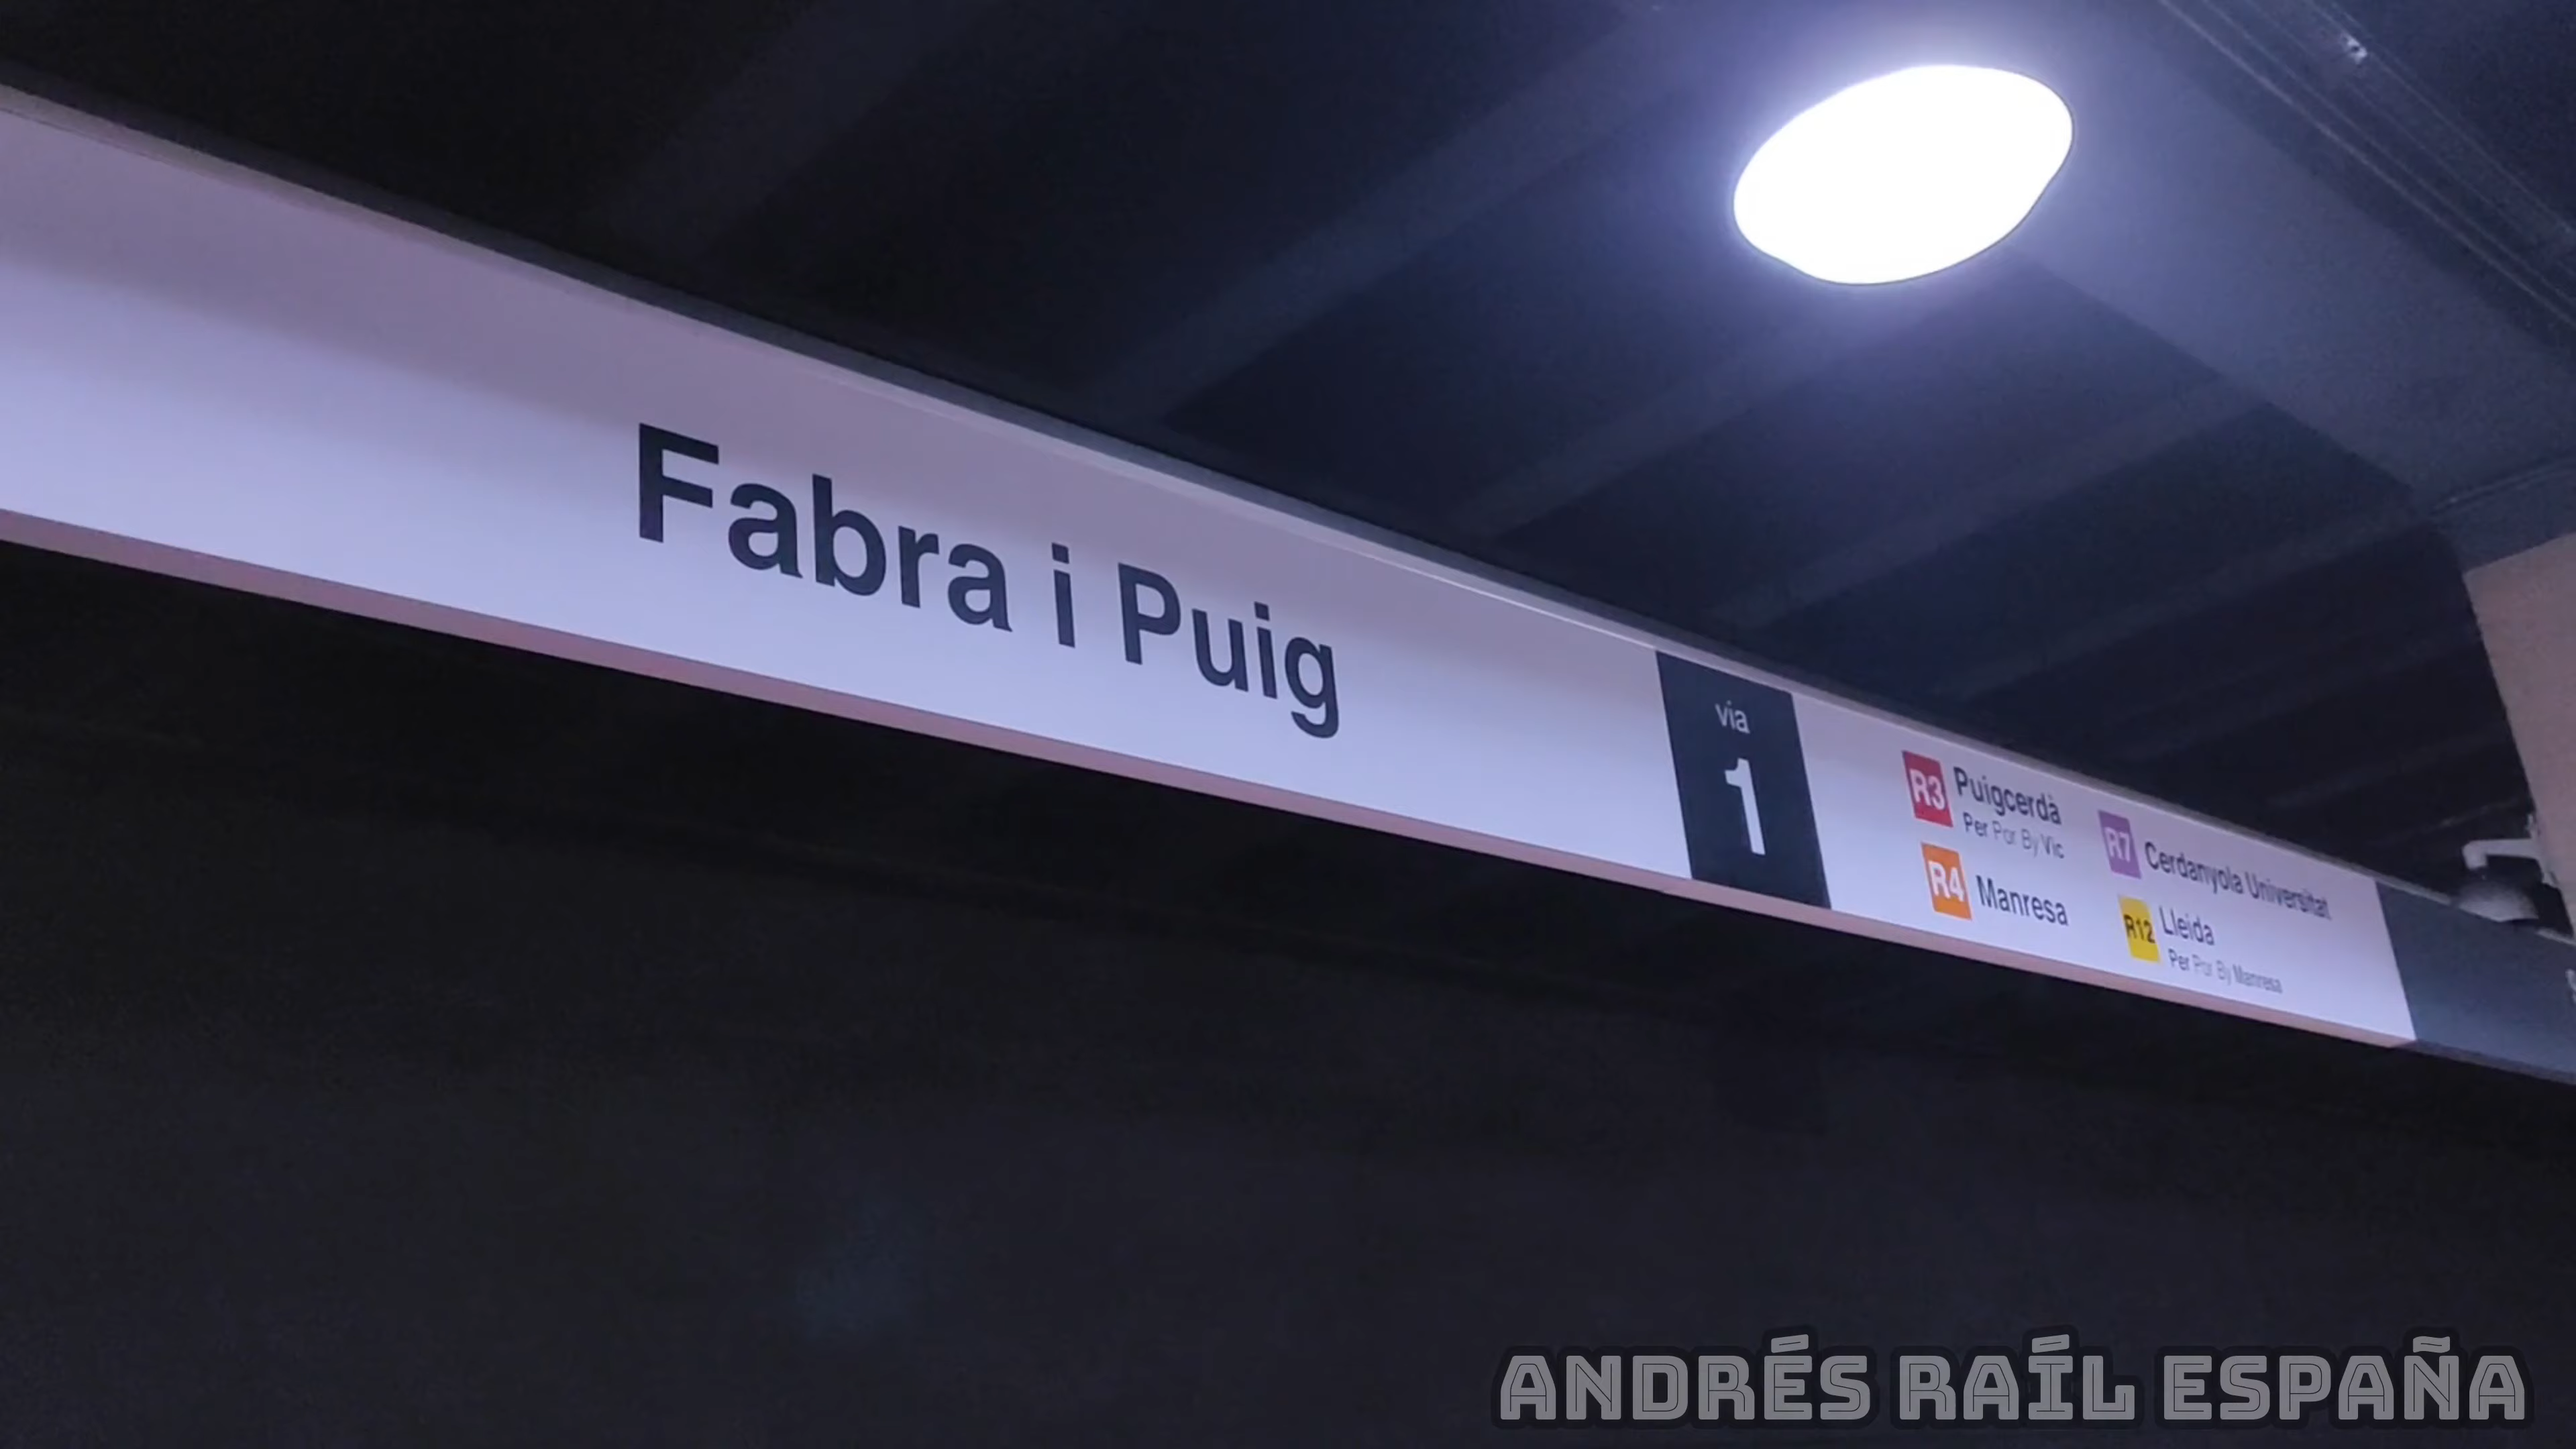 Fabra i Puig
via
1
R3 Puigcerdà
Per Por By Vic
R4 Manresa
R7 Cerdanyola Universitat
R12 Lleida
Per Por By Manresa
ANDRÉS RAÍL ESPAÑA